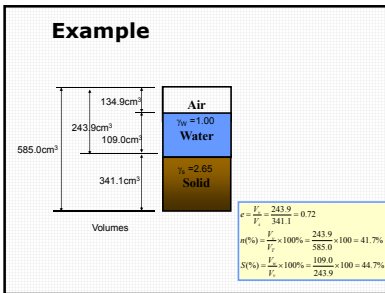 Example
134.9cm³
Air
γw =1.00
243.9cm³
Water
109.0cm³
585.0cm³
γs =2.65
341.1cm³
Solid
Volumes
e = Vv/Vs = 243.9/341.1 = 0.72
n(%) = Vv/VT ×100% = 243.9/585.0 ×100 = 41.7%
S(%) = Vw/Vv ×100% = 109.0/243.9 ×100 = 44.7%